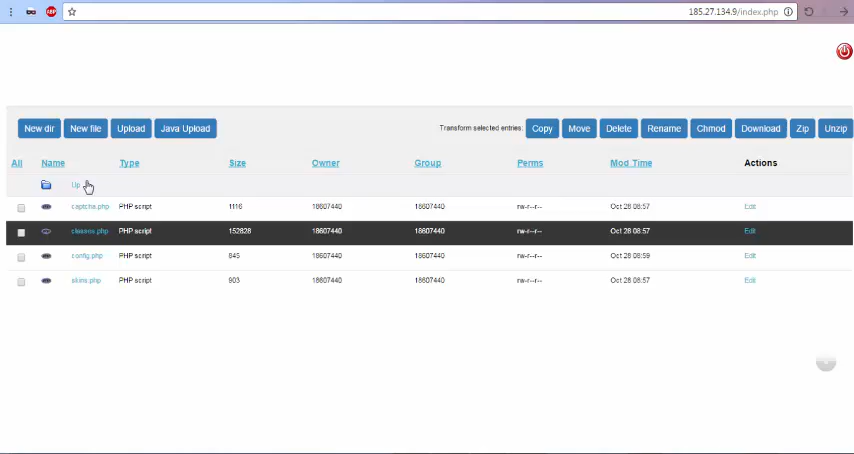 ABP
185.27.134.9/index.php
New dir New file Upload Java Upload
Transform selected entries: Copy Move Delete Rename Chmod Download Zip Unzip
All Name Type Size Owner Group Perms Mod Time Actions
Up
captcha.php PHP script 1116 18607440 18607440 rw-r--r-- Oct 28 08:57 Edit
PHP script 152828 18607440 18607440 rw-r--r-- Oct 28 08:57 Edit
config.php PHP script 845 18607440 18607440 rw-r--r-- Oct 28 08:59 Edit
skins.php PHP script 903 18607440 18607440 rw-r--r-- Oct 28 08:57 Edit